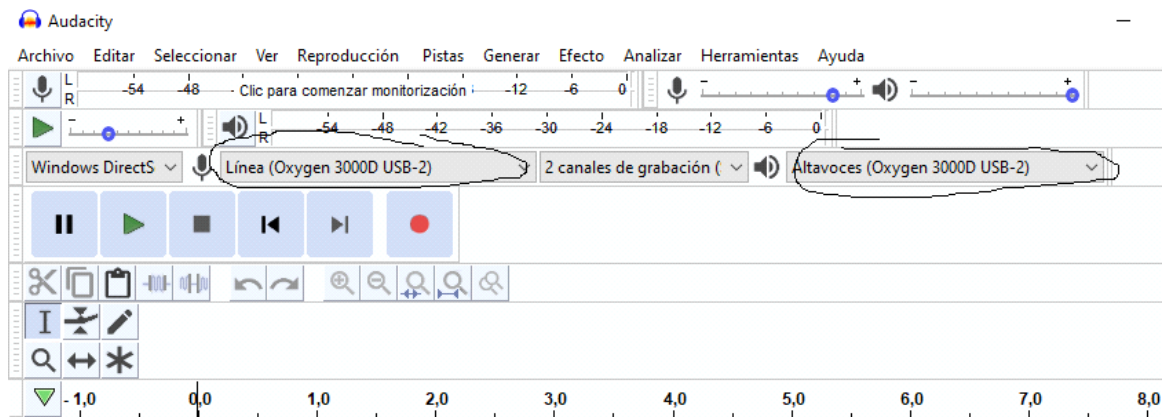 Audacity
Archivo Editar Seleccionar Ver Reproducción Pistas Generar Efecto Analizar Herramientas Ayuda
L
R
-54 -48 - Clic para comenzar monitorización -12 -6 0 - + - +
- + L
R
-54 -48 -42 -36 -30 -24 -18 -12 -6 0
Windows DirectS Línea (Oxygen 3000D USB-2) 2 canales de grabación (: Altavoces (Oxygen 3000D USB-2)
- 1,0 0,0 1,0 2,0 3,0 4,0 5,0 6,0 7,0 8,0